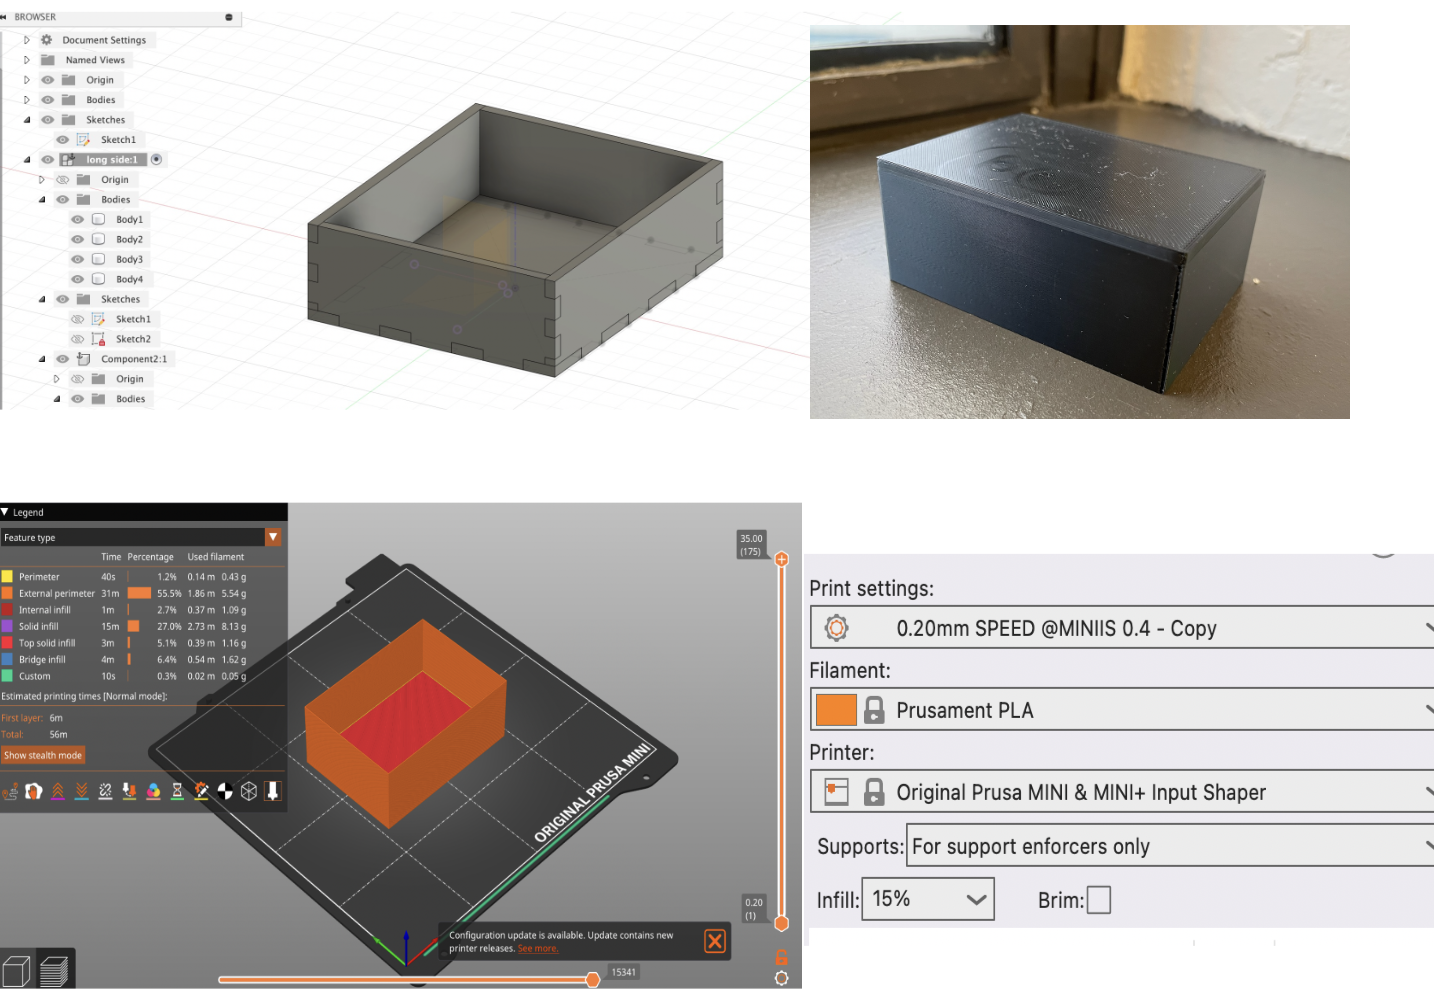 BROWSER
Document Settings
Named Views
Origin
Bodies
Sketches
Sketch1
long side:1
Origin
Bodies
Body1
Body2
Body3
Body4
Sketches
Sketch1
Sketch2
Component2:1
Origin
Bodies
Legend
Feature type
Time Percentage Used filament
Perimeter 40s 1.2% 0.14 m 0.43 g
External perimeter 31m 55.5% 1.86 m 5.54 g
Internal infill 1m 2.7% 0.37 m 1.09 g
Solid infill 15m 27.0% 2.73 m 8.13 g
Top solid infill 3m 5.1% 0.39 m 1.16 g
Bridge infill 4m 6.4% 0.54 m 1.62 g
Custom 10s 0.3% 0.02 m 0.05 g
Estimated printing times [Normal mode]:
First layer: 6m
Total: 56m
Show stealth mode
ORIGINAL PRUSA MINI
35.00
(175)
0.20
(1)
Configuration update is available. Update contains new
printer releases. See more.
15341
Print settings:
0.20mm SPEED @MINIIS 0.4 - Copy
Filament:
Prusament PLA
Printer:
Original Prusa MINI & MINI+ Input Shaper
Supports: For support enforcers only
Infill: 15% Brim: